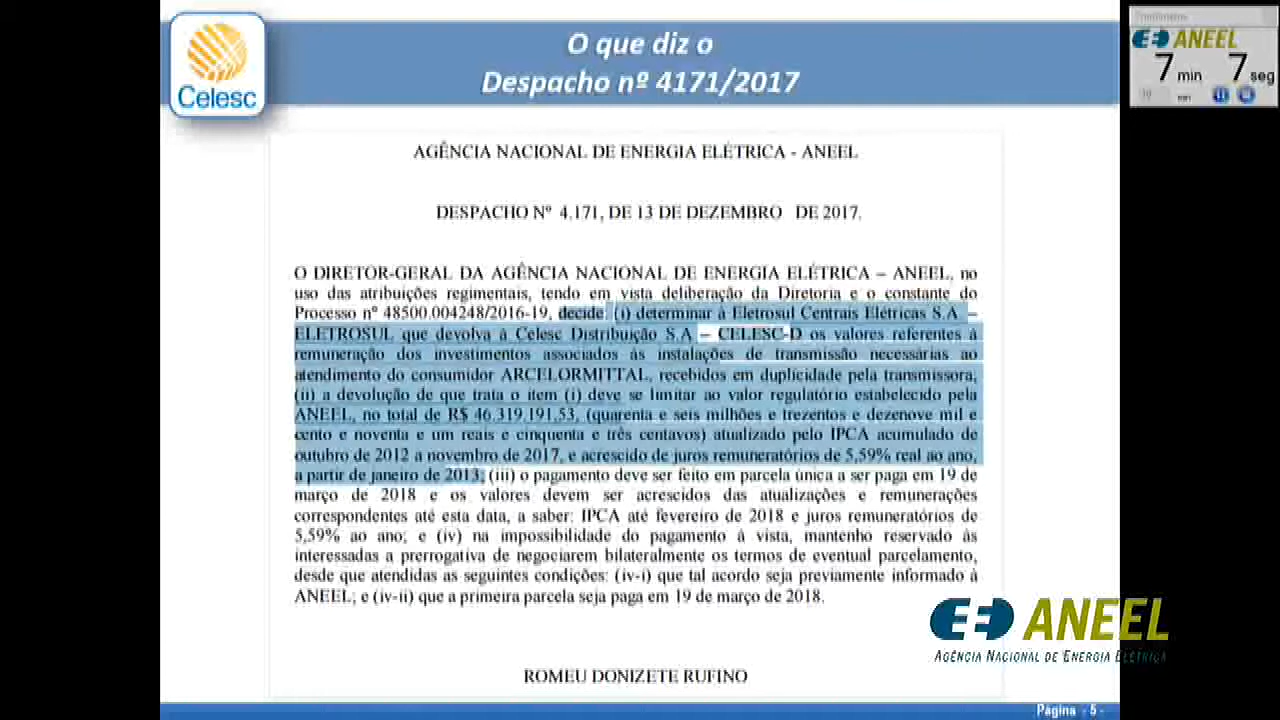 O que diz o
Despacho nº 4171/2017
Celesc
ANEEL
7 min 7 seg
AGÊNCIA NACIONAL DE ENERGIA ELÉTRICA - ANEEL
DESPACHO Nº 4.171, DE 13 DE DEZEMBRO DE 2017.
O DIRETOR-GERAL DA AGÊNCIA NACIONAL DE ENERGIA ELÉTRICA – ANEEL, no
uso das atribuições regimentais, tendo em vista deliberação da Diretoria e o constante do
Processo nº 48500.004248/2016-19, decide: (i) determinar à Eletrosul Centrais Elétricas S.A. –
ELETROSUL que devolva à Celesc Distribuição S.A – CELESC-D os valores referentes à
remuneração dos investimentos associados às instalações de transmissão necessárias ao
atendimento do consumidor ARCELORMITTAL, recebidos em duplicidade pela transmissora;
(ii) a devolução de que trata o item (i) deve se limitar ao valor regulatório estabelecido pela
ANEEL, no total de R$ 46.319.191,53, (quarenta e seis milhões e trezentos e dezenove mil e
cento e noventa e um reais e cinquenta e três centavos) atualizado pelo IPCA acumulado de
outubro de 2012 a novembro de 2017, e acrescido de juros remuneratórios de 5,59% real ao ano,
a partir de janeiro de 2013; (iii) o pagamento deve ser feito em parcela única a ser paga em 19 de
março de 2018 e os valores devem ser acrescidos das atualizações e remunerações
correspondentes até esta data, a saber: IPCA até fevereiro de 2018 e juros remuneratórios de
5,59% ao ano; e (iv) na impossibilidade do pagamento à vista, mantenho reservado às
interessadas a prerrogativa de negociarem bilateralmente os termos de eventual parcelamento,
desde que atendidas as seguintes condições: (iv-i) que tal acordo seja previamente informado à
ANEEL; e (iv-ii) que a primeira parcela seja paga em 19 de março de 2018.
ANEEL
AGÊNCIA NACIONAL DE ENERGIA ELÉTRICA
ROMEU DONIZETE RUFINO
Pagina - 5 -